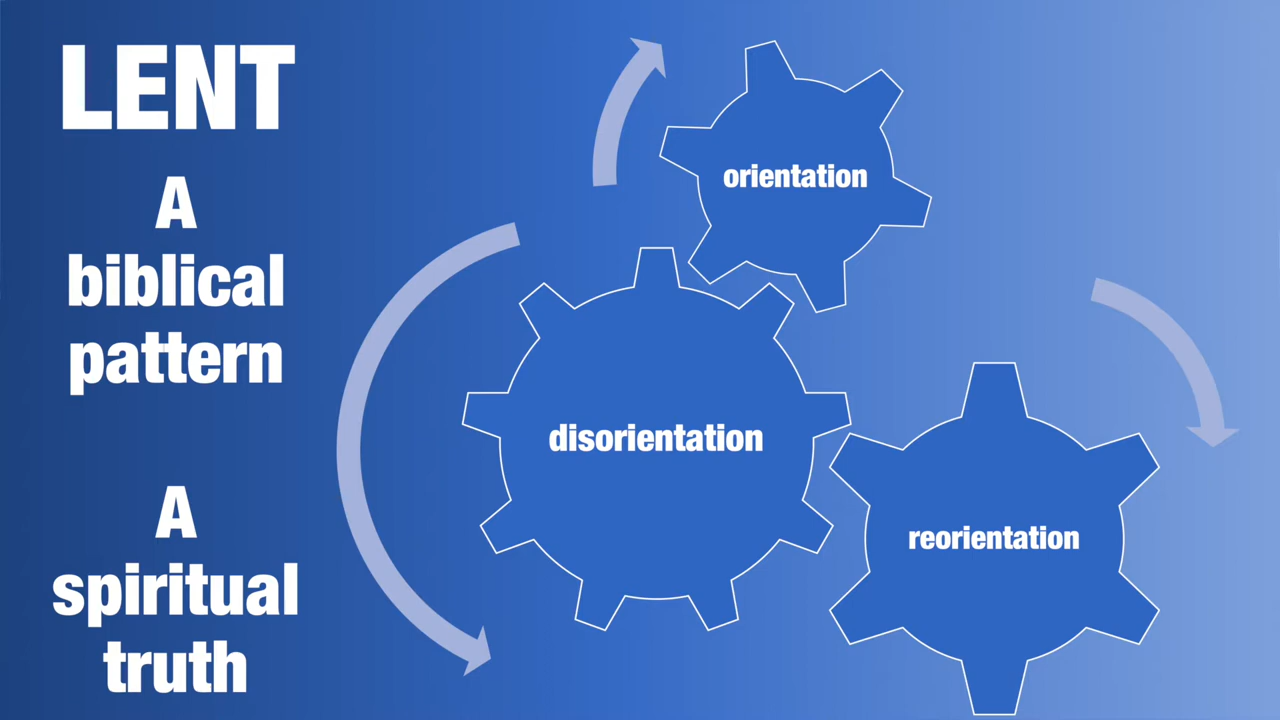 LENT
A
biblical
pattern
A
spiritual
truth
orientation
disorientation
reorientation